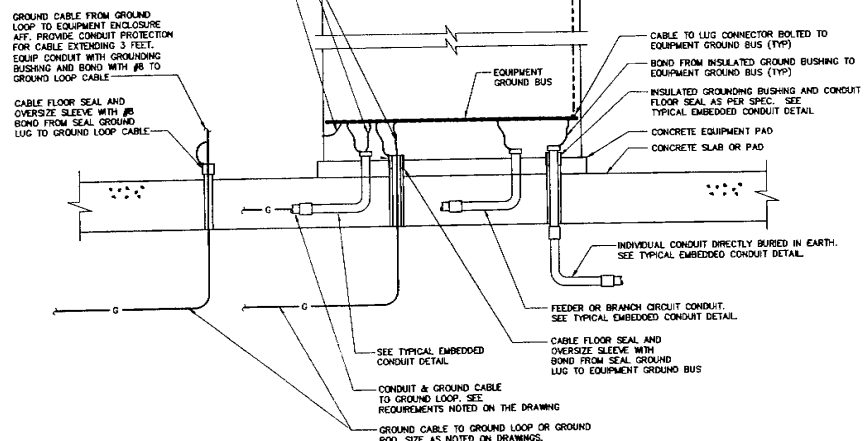 GROUND CABLE FROM GROUND
LOOP TO EQUIPMENT ENCLOSURE
AFF. PROVIDE CONDUIT PROTECTION
FOR CABLE EXTENDING 3 FEET.
EQUIP CONDUIT WITH GROUNDING
BUSHING AND BOND WITH #8 TO
GROUND LOOP CABLE
CABLE FLOOR SEAL AND
OVERSIZE SLEEVE WITH #8
BOND FROM SEAL GROUND
LUG TO GROUND LOOP CABLE
EQUIPMENT
GROUND BUS
CABLE TO LUG CONNECTOR BOLTED TO
EQUIPMENT GROUND BUS (TYP)
BOND FROM INSULATED GROUND BUSHING TO
EQUIPMENT GROUND BUS (TYP)
INSULATED GROUNDING BUSHING AND CONDUIT
FLOOR SEAL AS PER SPEC. SEE
TYPICAL EMBEDDED CONDUIT DETAIL
CONCRETE EQUIPMENT PAD
CONCRETE SLAB OR PAD
G
INDIVIDUAL CONDUIT DIRECTLY BURIED IN EARTH.
SEE TYPICAL EMBEDDED CONDUIT DETAIL
G
G
FEEDER OR BRANCH CIRCUIT CONDUIT.
SEE TYPICAL EMBEDDED CONDUIT DETAIL
CABLE FLOOR SEAL AND
OVERSIZE SLEEVE WITH
BOND FROM SEAL GROUND
LUG TO EQUIPMENT GROUND BUS
SEE TYPICAL EMBEDDED
CONDUIT DETAIL
CONDUIT & GROUND CABLE
TO GROUND LOOP. SEE
REQUIREMENTS NOTED ON THE DRAWING
GROUND CABLE TO GROUND LOOP OR GROUND
ROD. SIZE AS NOTED ON DRAWINGS.